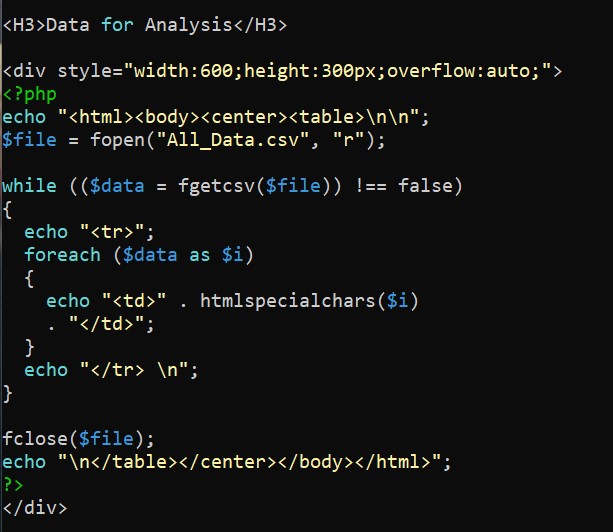 <H3>Data for Analysis</H3>
<div style="width:600;height:300px;overflow:auto;">
<?php
echo "<html><body><center><table>\n\n";
$file = fopen("All_Data.csv", "r");
while (($data = fgetcsv($file)) !== false)
{
echo "<tr>";
foreach ($data as $i)
{
echo "<td>" . htmlspecialchars($i)
. "</td>";
}
echo "</tr> \n";
}
fclose($file);
echo "\n</table></center></body></html>";
?>
</div>